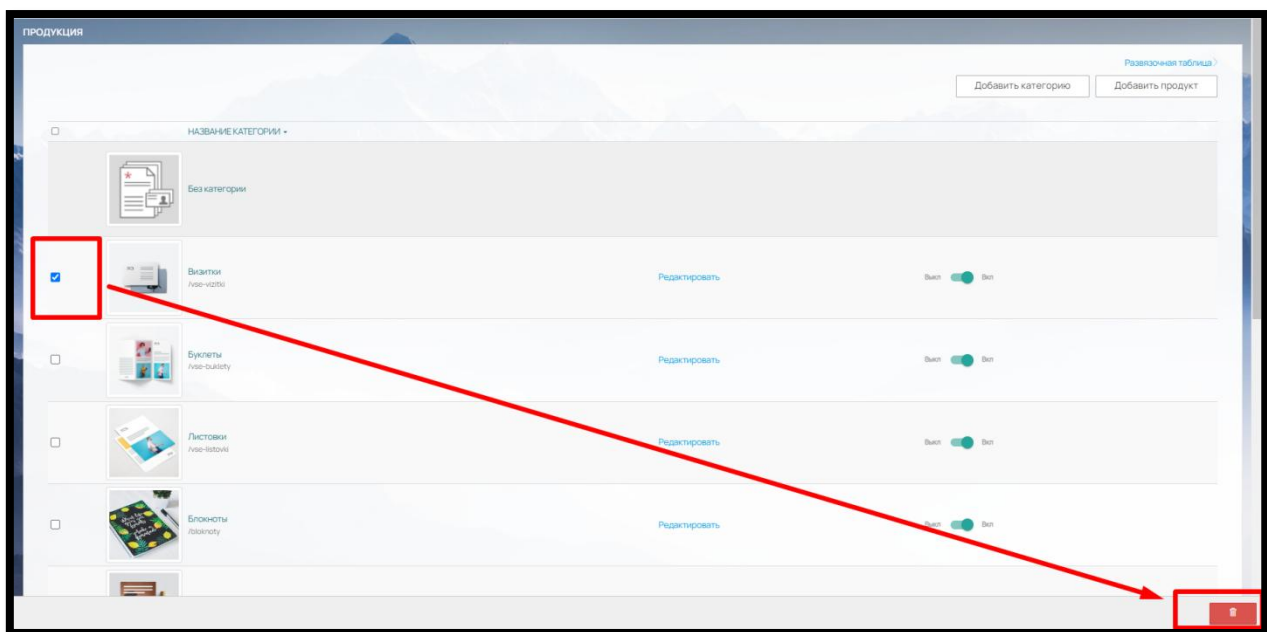 ПРОДУКЦИЯ
Развязочная таблица
Добавить категорию Добавить продукт
НАЗВАНИЕ КАТЕГОРИИ
Без категории
Визитки
/vse-vizitki
Редактировать Выкл Вкл
Буклеты
/vse-buklety
Редактировать Выкл Вкл
Листовки
/vse-listovki
Редактировать Выкл Вкл
Блокноты
/bloknoty
Редактировать Выкл Вкл